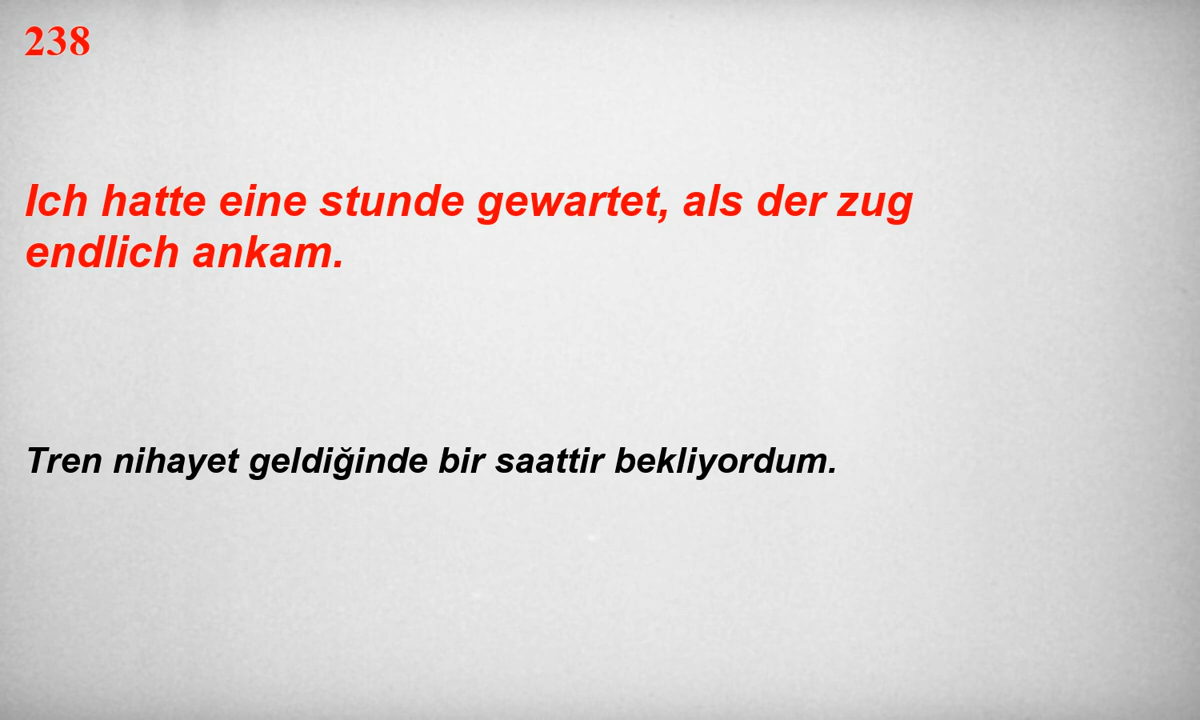 238
Ich hatte eine stunde gewartet, als der zug
endlich ankam.
Tren nihayet geldiğinde bir saattir bekliyordum.